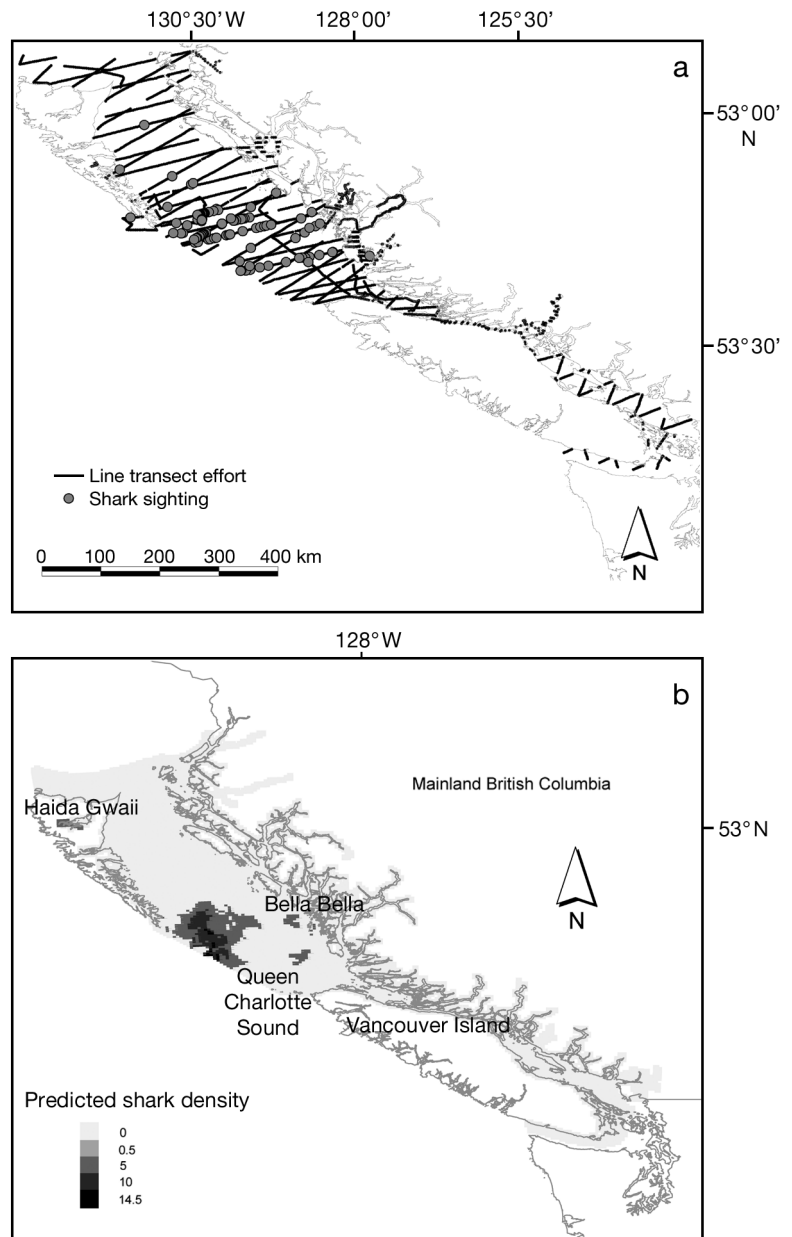 130°30’W 128°00’ 125°30’
a
53°00’
N
53°30’
Line transect effort
Shark sighting
0 100 200 300 400 km
N
128°W
b
Mainland British Columbia
Haida Gwaii
53°N
Bella Bella
N
Queen
Charlotte
Sound
Vancouver Island
Predicted shark density
0
0.5
5
10
14.5